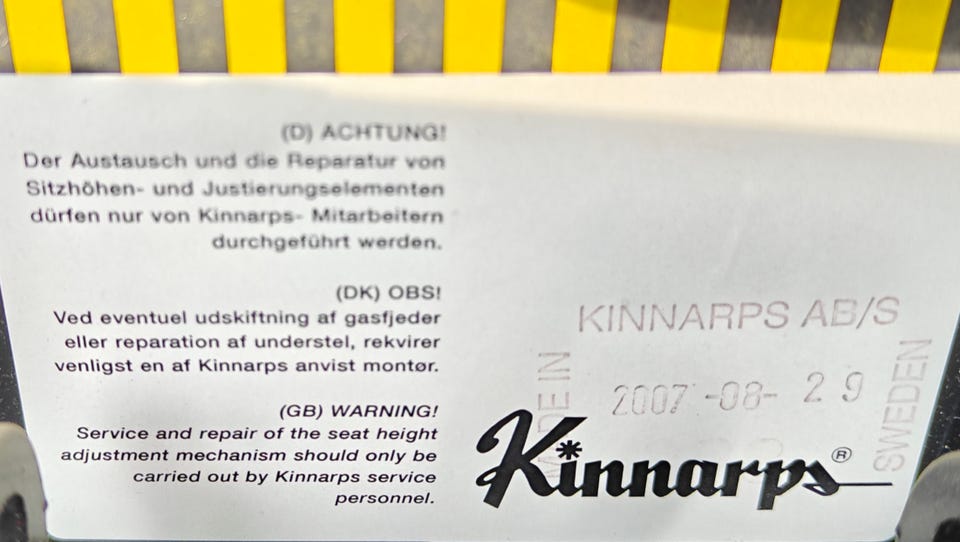 (D) ACHTUNG!
Der Austausch und die Reparatur von
Sitzhöhen- und Justierungselementen
dürfen nur von Kinnarps- Mitarbeitern
durchgeführt werden.
(DK) OBS!
Ved eventuel udskiftning af gasfjeder
eller reparation af understel, rekvirer
venligst en af Kinnarps anvist montør.
(GB) WARNING!
Service and repair of the seat height
adjustment mechanism should only be
carried out by Kinnarps service
personnel.
KINNARPS AB/S
MADE IN
2007 -08- 29
SWEDEN
Kinnarps®